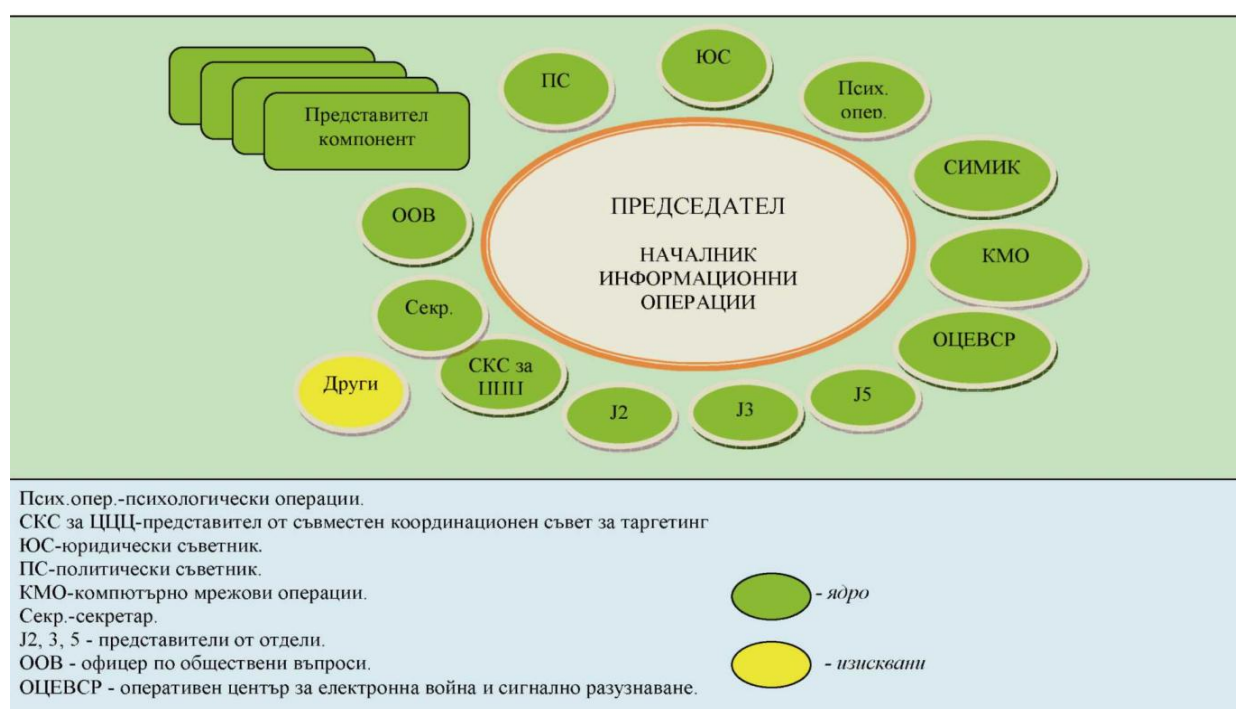 Представител
компонент
ПС
ЮС
Псих.
опер.
СИМИК
КМО
ОЦЕВСР
J5
J3
J2
СКС за
ЦЦЦ
Други
Секр.
ООВ
ПРЕДСЕДАТЕЛ
НАЧАЛНИК
ИНФОРМАЦИОННИ
ОПЕРАЦИИ
Псих.опер.-психологически операции.
СКС за ЦЦЦ-представител от съвместен координационен съвет за таргетинг
ЮС-юридически съветник.
ПС-политически съветник.
КМО-компютърно мрежови операции.
Секр.-секретар.
J2, 3, 5 - представители от отдели.
ООВ - офицер по обществени въпроси.
ОЦЕВСР - оперативен център за електронна война и сигнално разузнаване.
- ядро
- изисквани